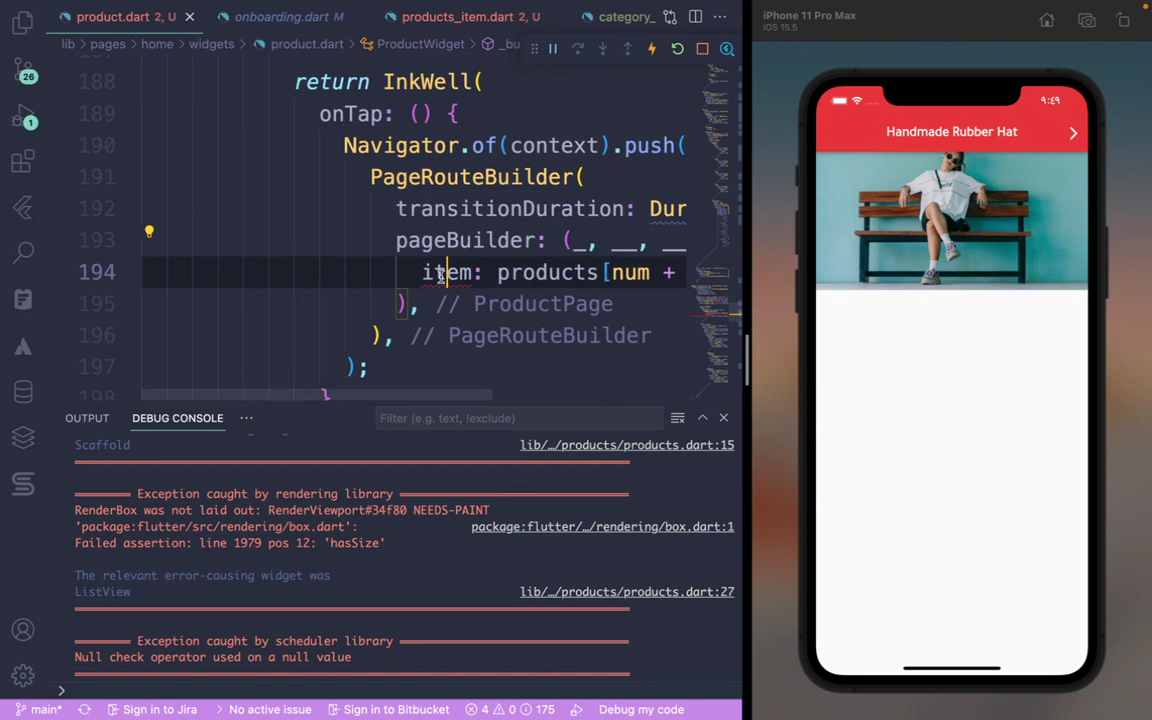 product.dart 2, U
onboarding.dart M
products_item.dart 2, U
category_
iPhone 11 Pro Max
iOS 15.5
lib > pages > home > widgets > product.dart > ProductWidget > _bu
188 return InkWell(
189 onTap: () {
190 Navigator.of(context).push(
191 PageRouteBuilder(
192 transitionDuration: Dur
193 pageBuilder: (_, __, __
194 item: products[num +
195 ), // ProductPage
196 ), // PageRouteBuilder
197 );
198 }
26
1
٩:٤٩
Handmade Rubber Hat
OUTPUT
DEBUG CONSOLE
Filter (e.g. text, !exclude)
Scaffold
lib/…/products/products.dart:15
Exception caught by rendering library
RenderBox was not laid out: RenderViewport#34f80 NEEDS-PAINT
'package:flutter/src/rendering/box.dart':
package:flutter/…/rendering/box.dart:1
Failed assertion: line 1979 pos 12: 'hasSize'
The relevant error-causing widget was
ListView
lib/…/products/products.dart:27
Exception caught by scheduler library
Null check operator used on a null value
main*
Sign in to Jira
No active issue
Sign in to Bitbucket
4
0
175
Debug my code